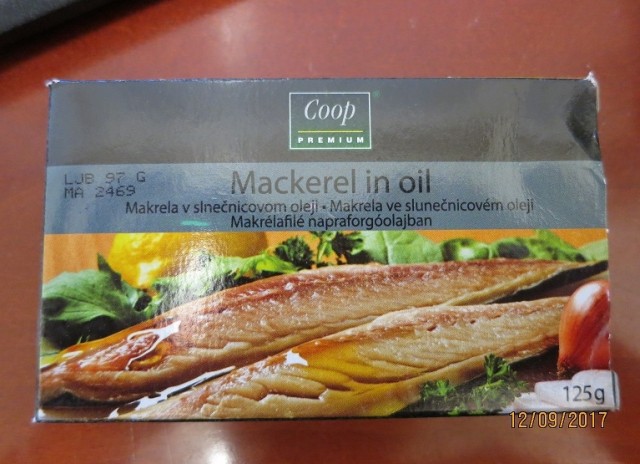 Coop
PREMIUM
LJB 97 G
MA 2469
Mackerel in oil
Makrela v slnečnicovom oleji • Makrela ve slunečnicovém oleji
Makrélafilé napraforgóolajban
125g
12/09/2017